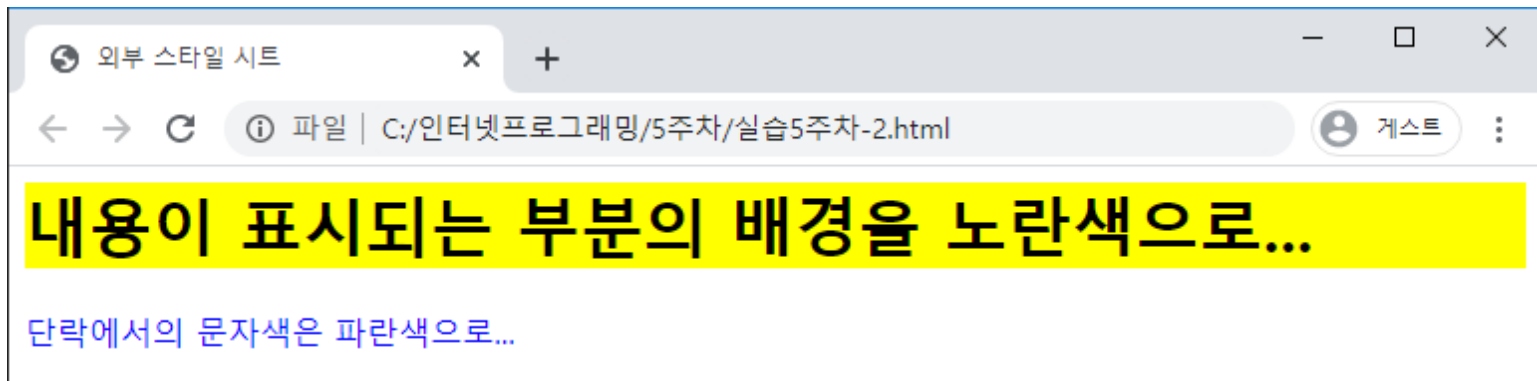 외부 스타일 시트
파일 | C:/인터넷프로그래밍/5주차/실습5주차-2.html 게스트
내용이 표시되는 부분의 배경을 노란색으로...
단락에서의 문자색은 파란색으로...